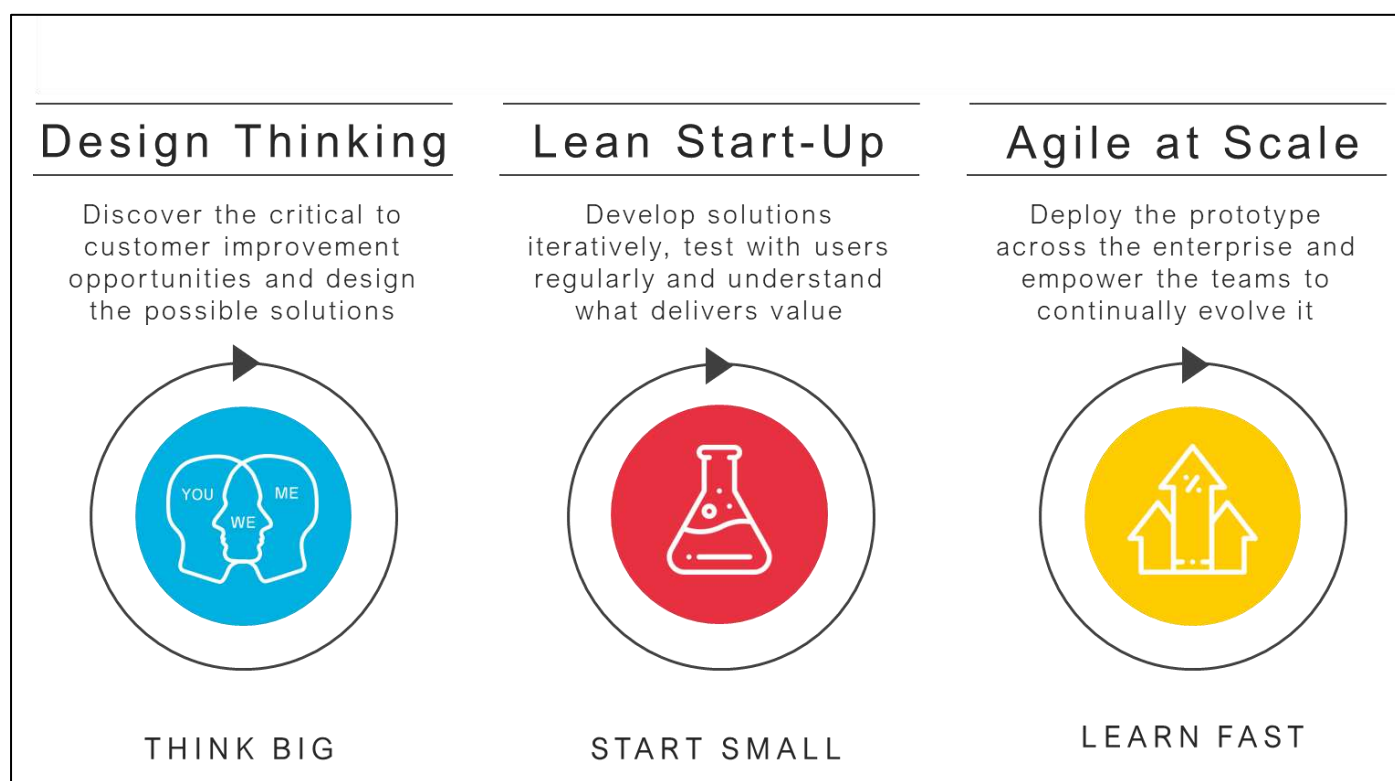 Design Thinking
Discover the critical to
customer improvement
opportunities and design
the possible solutions
YOU
ME
WE
THINK BIG
Lean Start-Up
Develop solutions
iteratively, test with users
regularly and understand
what delivers value
START SMALL
Agile at Scale
Deploy the prototype
across the enterprise and
empower the teams to
continually evolve it
%
LEARN FAST